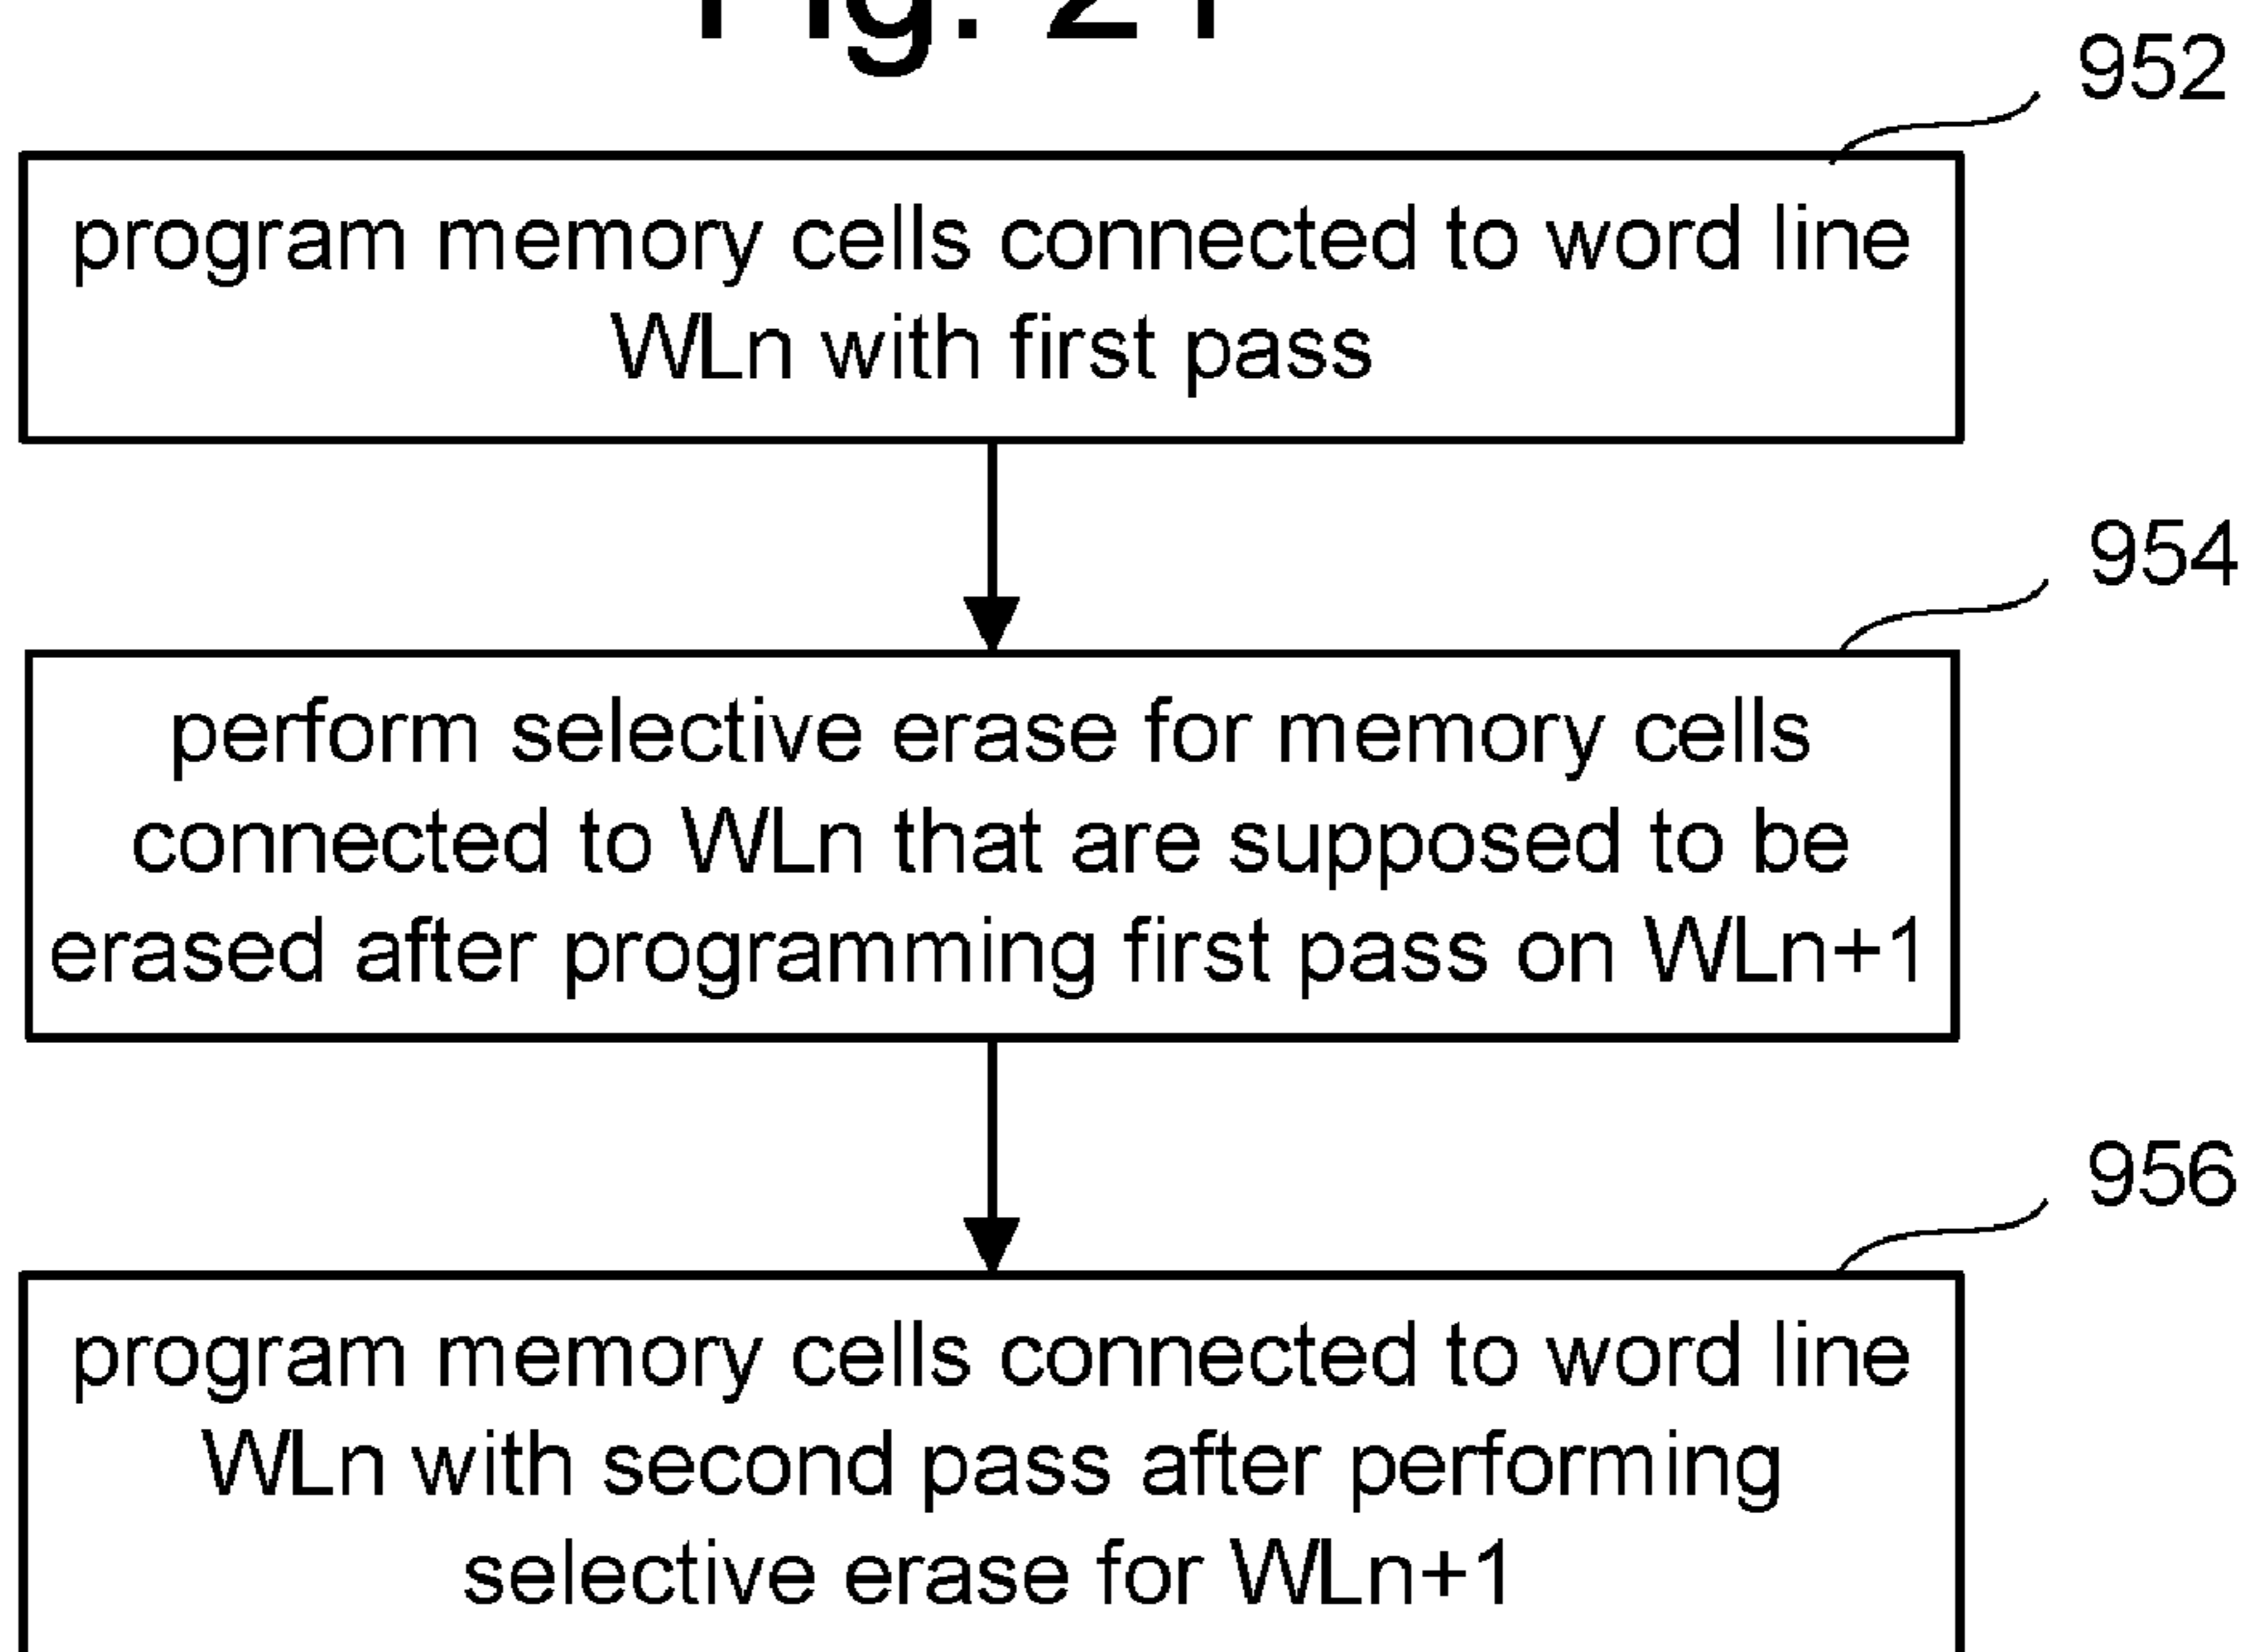 Fig. 21
952
program memory cells connected to word line
WLn with first pass
954
perform selective erase for memory cells
connected to WLn that are supposed to be
erased after programming first pass on WLn+1
956
program memory cells connected to word line
WLn with second pass after performing
selective erase for WLn+1